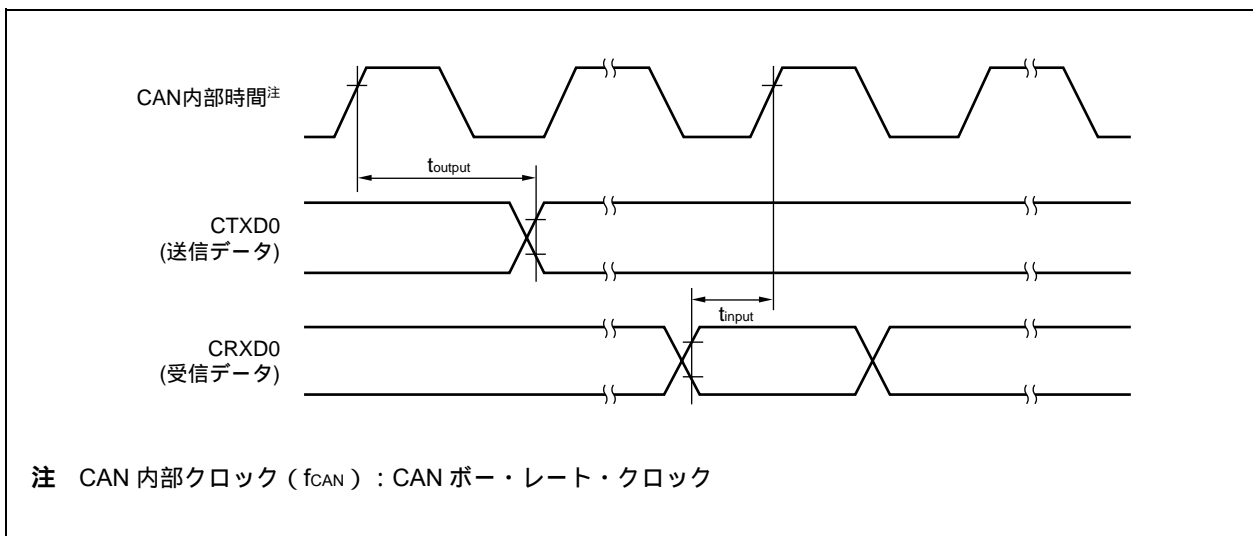 CAN内部時間注
toutput
CTXD0
(送信データ)
tinput
CRXD0
(受信データ)
注 CAN 内部クロック（fCAN）：CAN ボー・レート・クロック